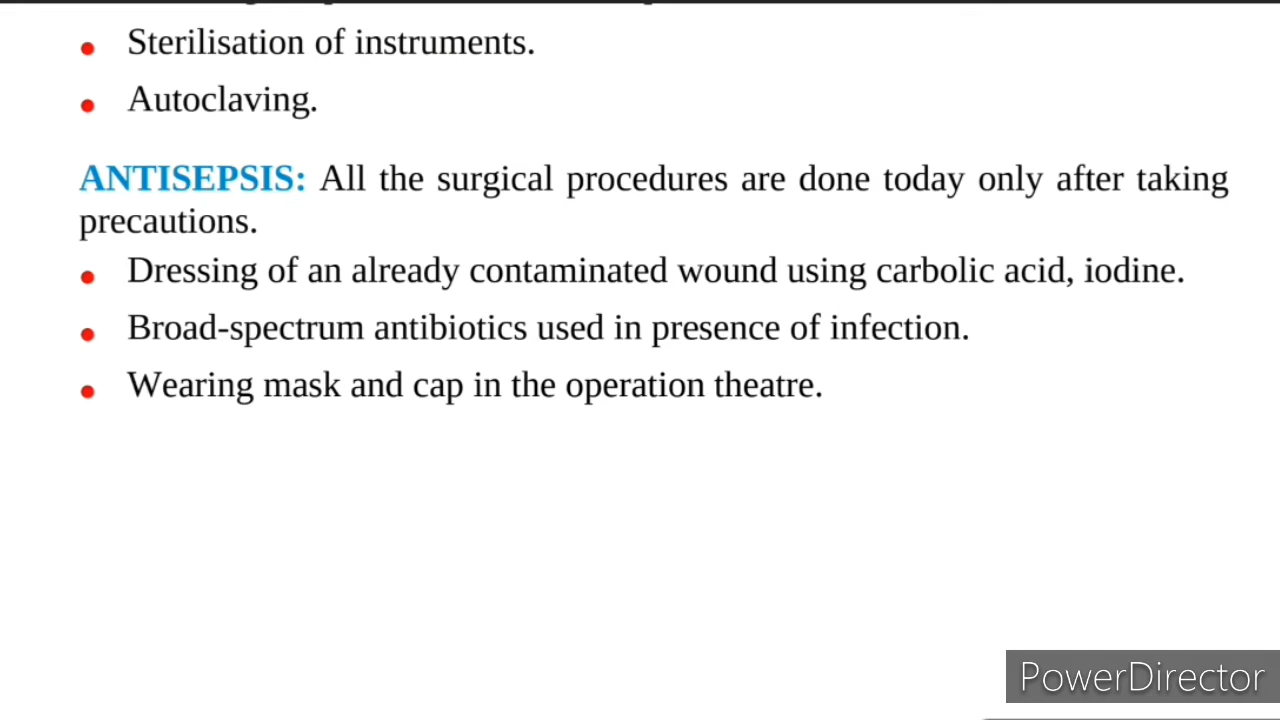 Sterilisation of instruments.
Autoclaving.
ANTISEPSIS: All the surgical procedures are done today only after taking
precautions.
Dressing of an already contaminated wound using carbolic acid, iodine.
Broad-spectrum antibiotics used in presence of infection.
Wearing mask and cap in the operation theatre.
PowerDirector